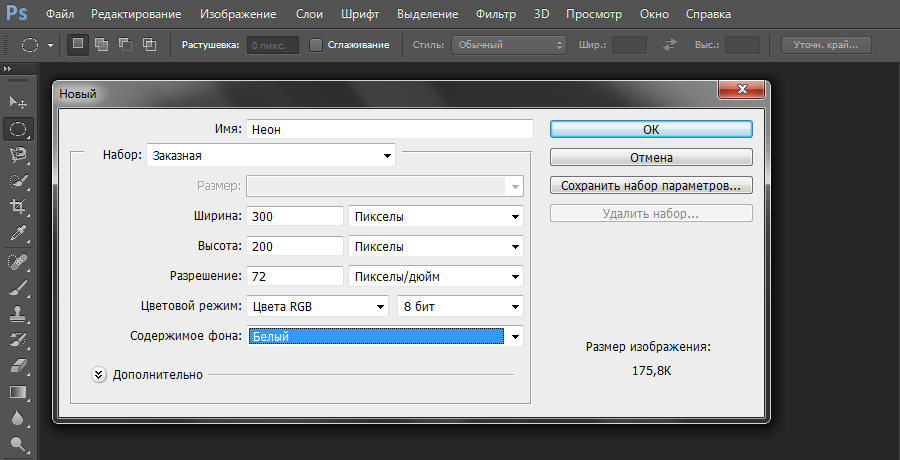 Ps Файл Редактирование Изображение Слои Шрифт Выделение Фильтр 3D Просмотр Окно Справка
Растушевка: 0 пикс. Сглаживание Стиль: Обычный Шир.: Выс.: Уточн. край...
Новый
Имя: Неон OK
Набор: Заказная Отмена
Размер: Сохранить набор параметров...
Ширина: 300 Пикселы Удалить набор...
Высота: 200 Пикселы
Разрешение: 72 Пикселы/дюйм
Цветовой режим: Цвета RGB 8 бит
Содержимое фона: Белый Размер изображения:
Дополнительно 175,8K